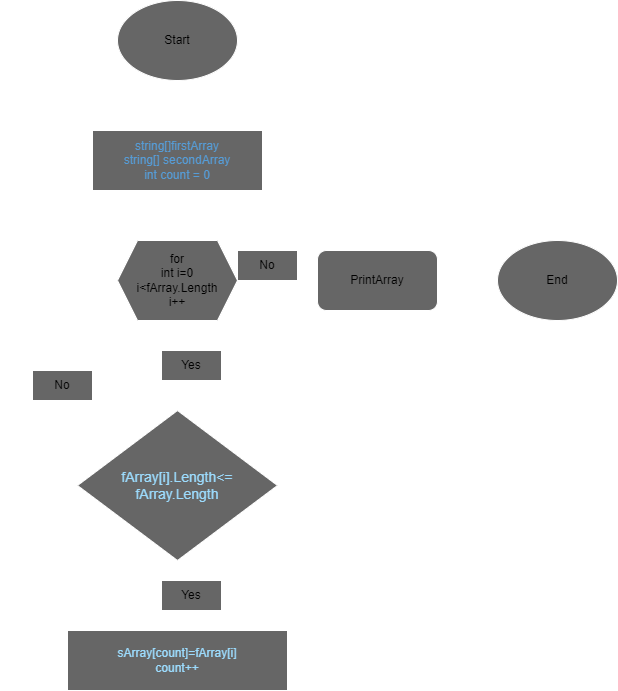 Start
string[]firstArray
string[] secondArray
int count = 0
for
int i=0
i<fArray.Length
i++
No
PrintArray
End
Yes
No
fArray[i].Length<=
fArray.Length
Yes
sArray[count]=fArray[i]
count++